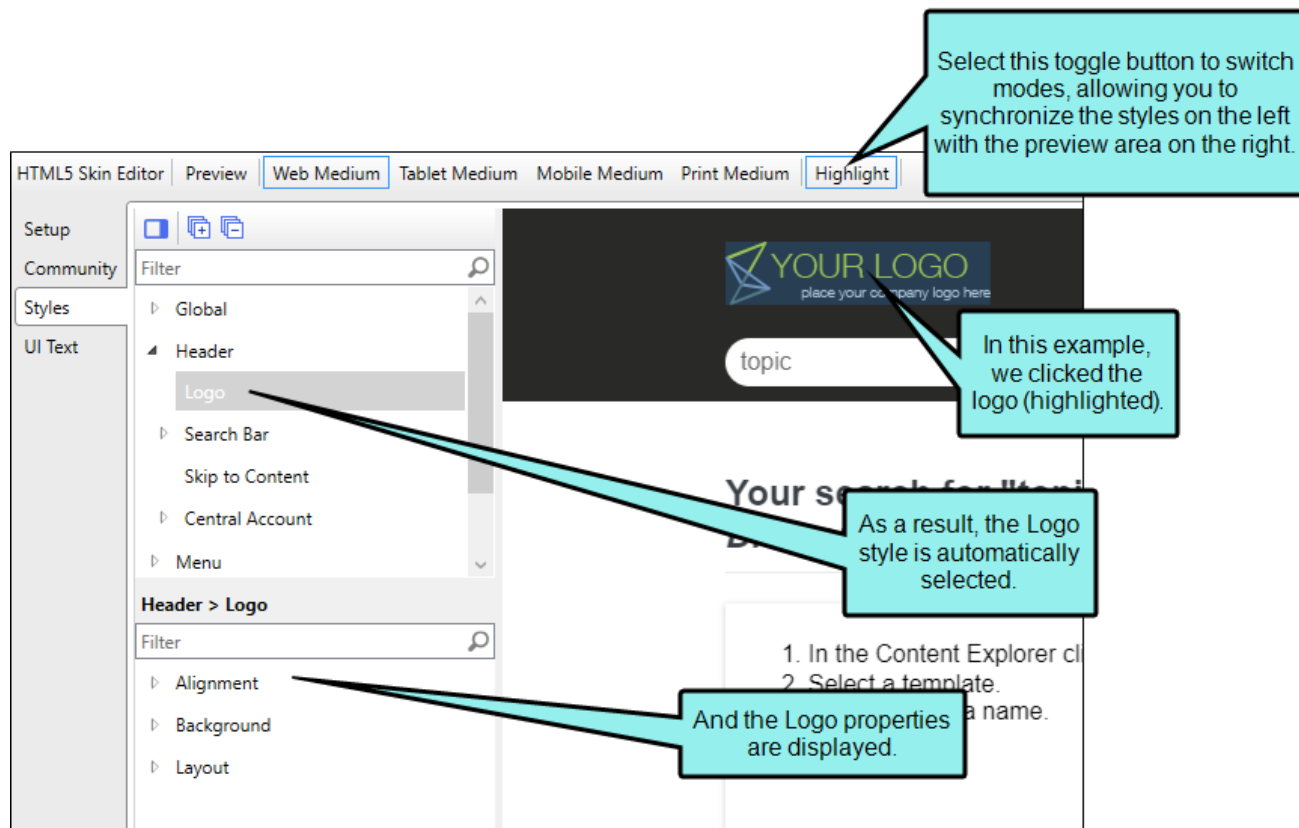 Select this toggle button to switch
modes, allowing you to
synchronize the styles on the left
with the preview area on the right.
HTML5 Skin Editor Preview Web Medium Tablet Medium Mobile Medium Print Medium Highlight
Setup
Community
Styles
UI Text
Filter
Global
Header
Logo
Search Bar
Skip to Content
Central Account
Menu
Header > Logo
Filter
Alignment
Background
Layout
YOUR LOGO
place your company logo here
topic
In this example,
we clicked the
logo (highlighted).
Your search for "topi
As a result, the Logo
style is automatically
selected.
1. In the Content Explorer cli
2. Select a template.
a name.
And the Logo properties
are displayed.